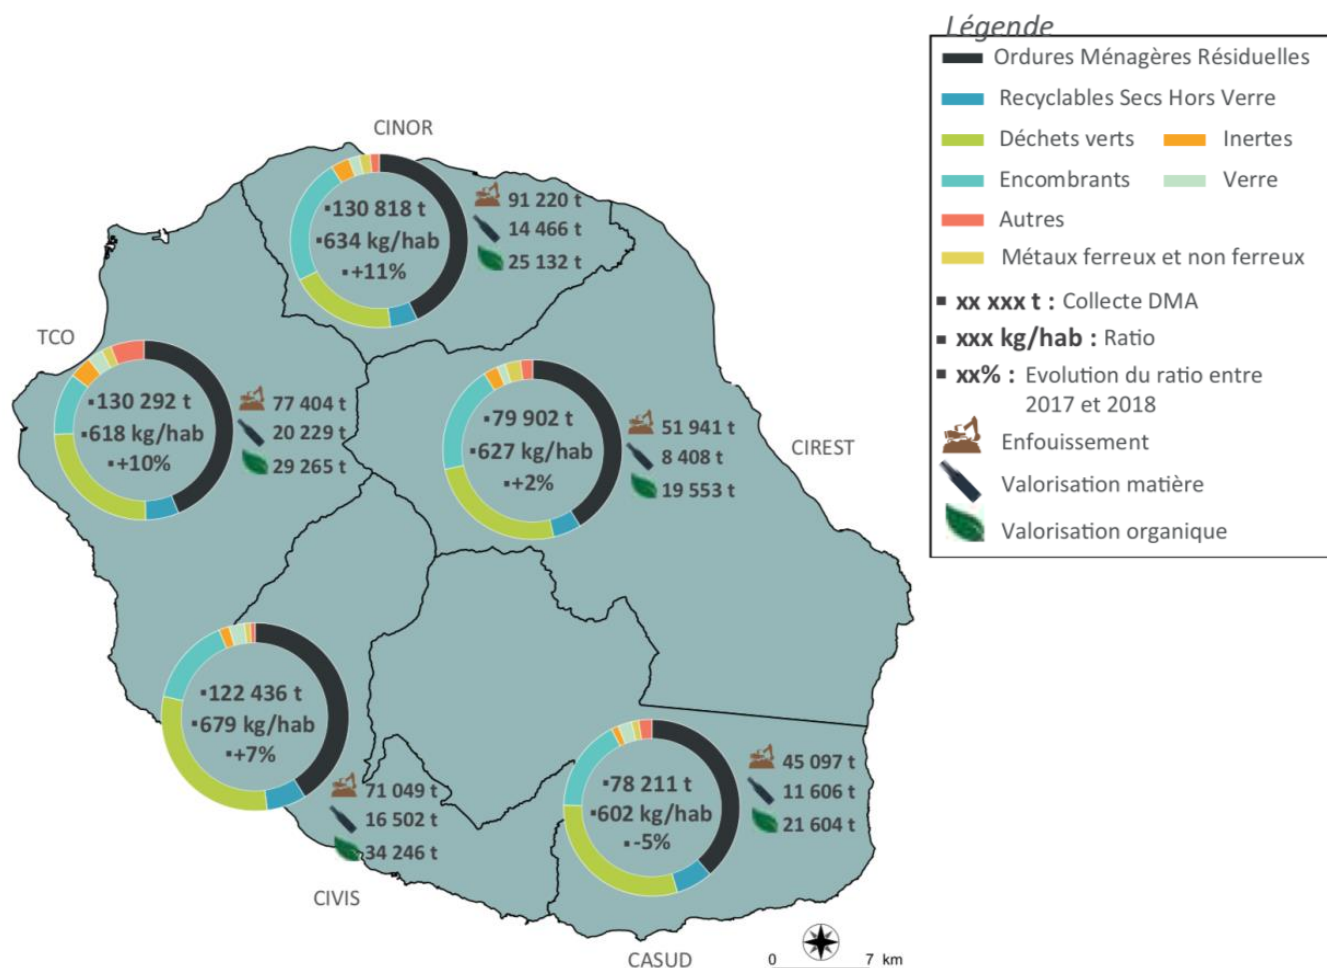 Légende
Ordures Ménagères Résiduelles
Recyclables Secs Hors Verre
Déchets verts
Inertes
Encombrants
Verre
Autres
Métaux ferreux et non ferreux
▪ xx xxx t : Collecte DMA
▪ xxx kg/hab : Ratio
▪ xx% : Evolution du ratio entre
2017 et 2018
Enfouissement
Valorisation matière
Valorisation organique
CINOR
▪130 818 t
▪634 kg/hab
▪+11%
91 220 t
14 466 t
25 132 t
TCO
▪130 292 t
▪618 kg/hab
▪+10%
77 404 t
20 229 t
29 265 t
▪79 902 t
▪627 kg/hab
▪+2%
51 941 t
8 408 t
19 553 t
CIREST
▪122 436 t
▪679 kg/hab
▪+7%
71 049 t
16 502 t
34 246 t
CIVIS
▪78 211 t
▪602 kg/hab
▪-5%
45 097 t
11 606 t
21 604 t
CASUD
0 7 km